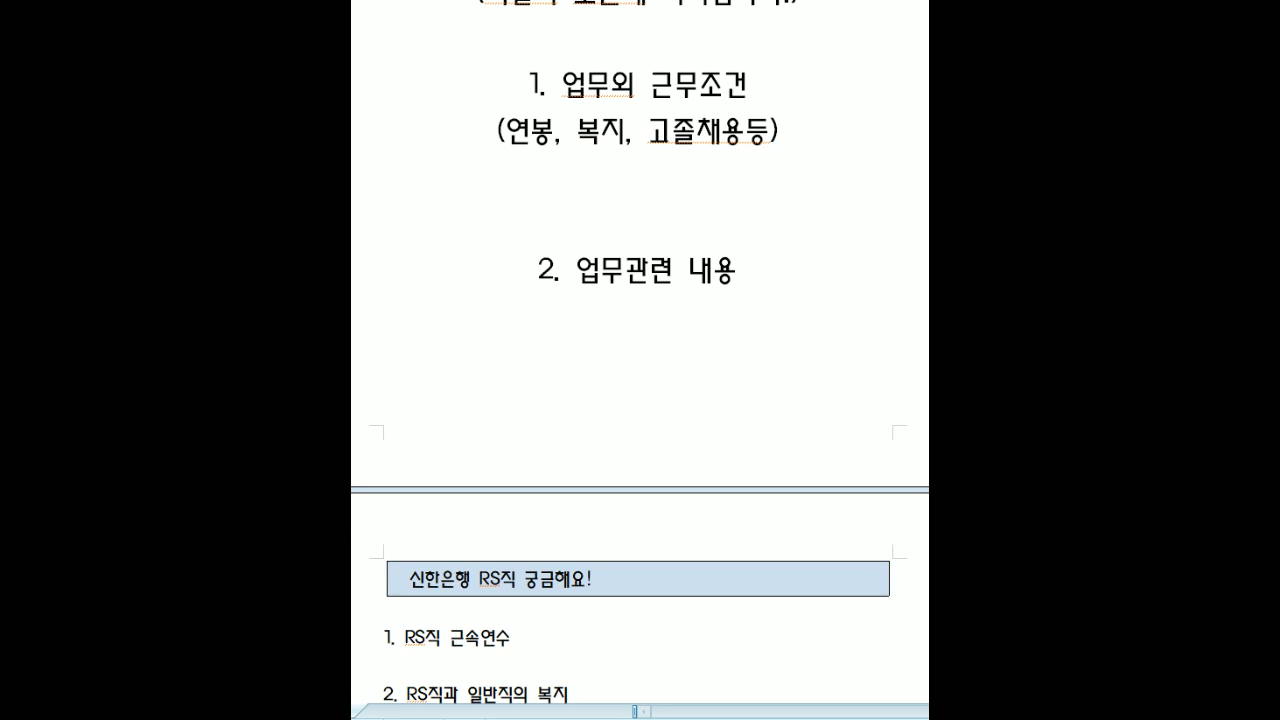 1. 업무외 근무조건
(연봉, 복지, 고졸채용등)
2. 업무관련 내용
신한은행 RS직 궁금해요!
1. RS직 근속연수
2. RS직과 일반직의 복지